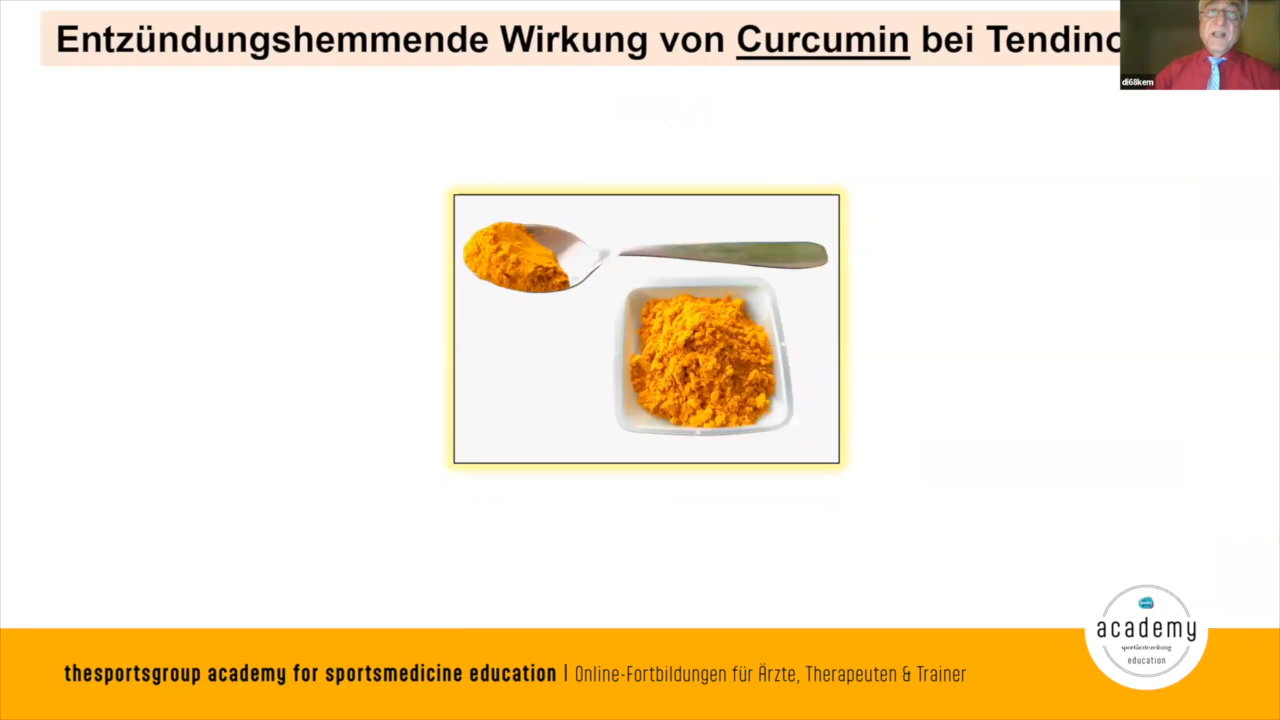 Entzündungshemmende Wirkung von Curcumin bei Tendino
di68kem
academy
sportärztezeitung
education
thesportsgroup academy for sportsmedicine education | Online-Fortbildungen für Ärzte, Therapeuten & Trainer